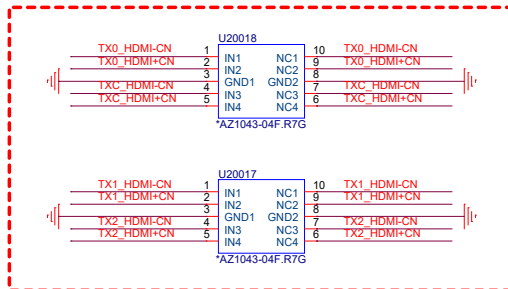 U20018
TX0_HDMI-CN 1 IN1 NC1 10 TX0_HDMI-CN
TX0_HDMI+CN 2 IN2 NC2 9 TX0_HDMI+CN
3 GND1 GND2 8
TXC_HDMI-CN 4 IN3 NC3 7 TXC_HDMI-CN
TXC_HDMI+CN 5 IN4 NC4 6 TXC_HDMI+CN
*AZ1043-04F.R7G
U20017
TX1_HDMI-CN 1 IN1 NC1 10 TX1_HDMI-CN
TX1_HDMI+CN 2 IN2 NC2 9 TX1_HDMI+CN
3 GND1 GND2 8
TX2_HDMI-CN 4 IN3 NC3 7 TX2_HDMI-CN
TX2_HDMI+CN 5 IN4 NC4 6 TX2_HDMI+CN
*AZ1043-04F.R7G